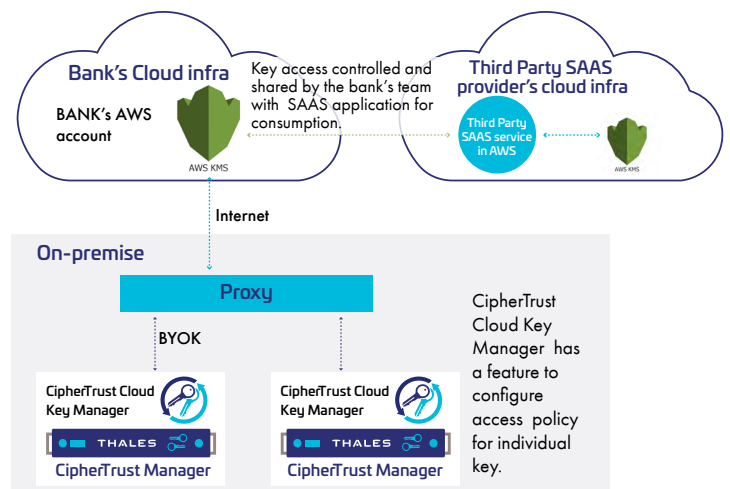 Bank's Cloud infra
BANK's AWS
account
AWS KMS
Key access controlled and
shared by the bank's team
with SAAS application for
consumption.
Third Party SAAS
provider's cloud infra
Third Party
SAAS service
in AWS
AWS KMS
Internet
On-premise
Proxy
BYOK
CipherTrust Cloud
Key Manager
THALES
CipherTrust Manager
CipherTrust Cloud
Key Manager
THALES
CipherTrust Manager
CipherTrust
Cloud Key
Manager has
a feature to
configure
access policy
for individual
key.